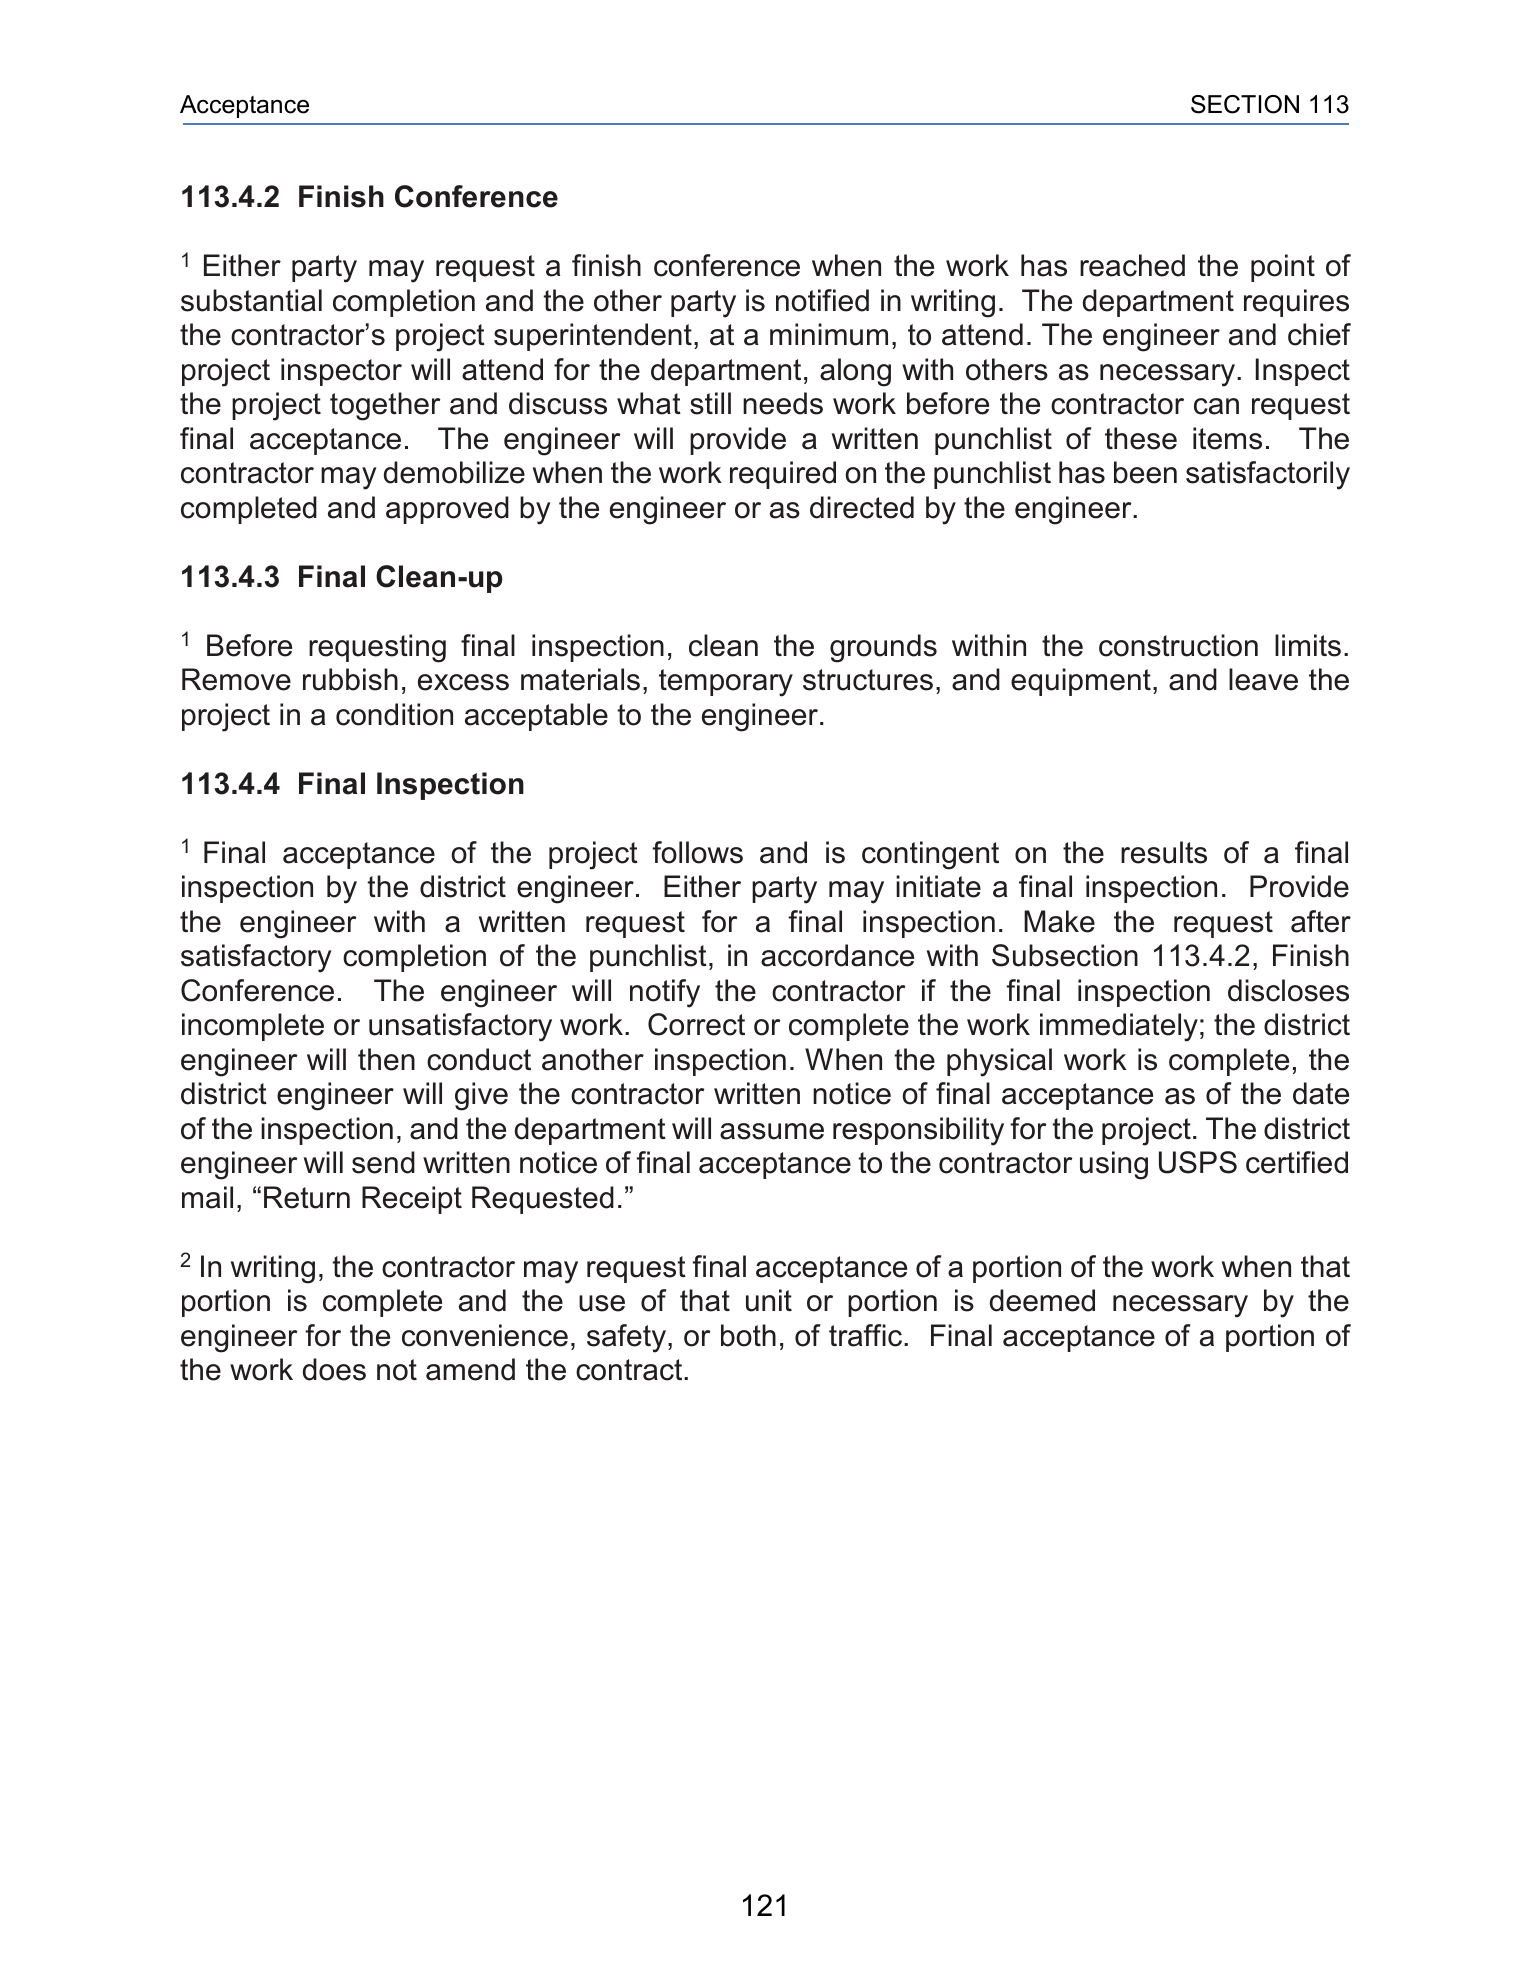 Acceptance SECTION 113
113.4.2 Finish Conference
1 Either party may request a finish conference when the work has reached the point of
substantial completion and the other party is notified in writing. The department requires
the contractor’s project superintendent, at a minimum, to attend. The engineer and chief
project inspector will attend for the department, along with others as necessary. Inspect
the project together and discuss what still needs work before the contractor can request
final acceptance. The engineer will provide a written punchlist of these items. The
contractor may demobilize when the work required on the punchlist has been satisfactorily
completed and approved by the engineer or as directed by the engineer.
113.4.3 Final Clean-up
1 Before requesting final inspection, clean the grounds within the construction limits.
Remove rubbish, excess materials, temporary structures, and equipment, and leave the
project in a condition acceptable to the engineer.
113.4.4 Final Inspection
1 Final acceptance of the project follows and is contingent on the results of a final
inspection by the district engineer. Either party may initiate a final inspection. Provide
the engineer with a written request for a final inspection. Make the request after
satisfactory completion of the punchlist, in accordance with Subsection 113.4.2, Finish
Conference. The engineer will notify the contractor if the final inspection discloses
incomplete or unsatisfactory work. Correct or complete the work immediately; the district
engineer will then conduct another inspection. When the physical work is complete, the
district engineer will give the contractor written notice of final acceptance as of the date
of the inspection, and the department will assume responsibility for the project. The district
engineer will send written notice of final acceptance to the contractor using USPS certified
mail, “Return Receipt Requested.”
2 In writing, the contractor may request final acceptance of a portion of the work when that
portion is complete and the use of that unit or portion is deemed necessary by the
engineer for the convenience, safety, or both, of traffic. Final acceptance of a portion of
the work does not amend the contract.
121